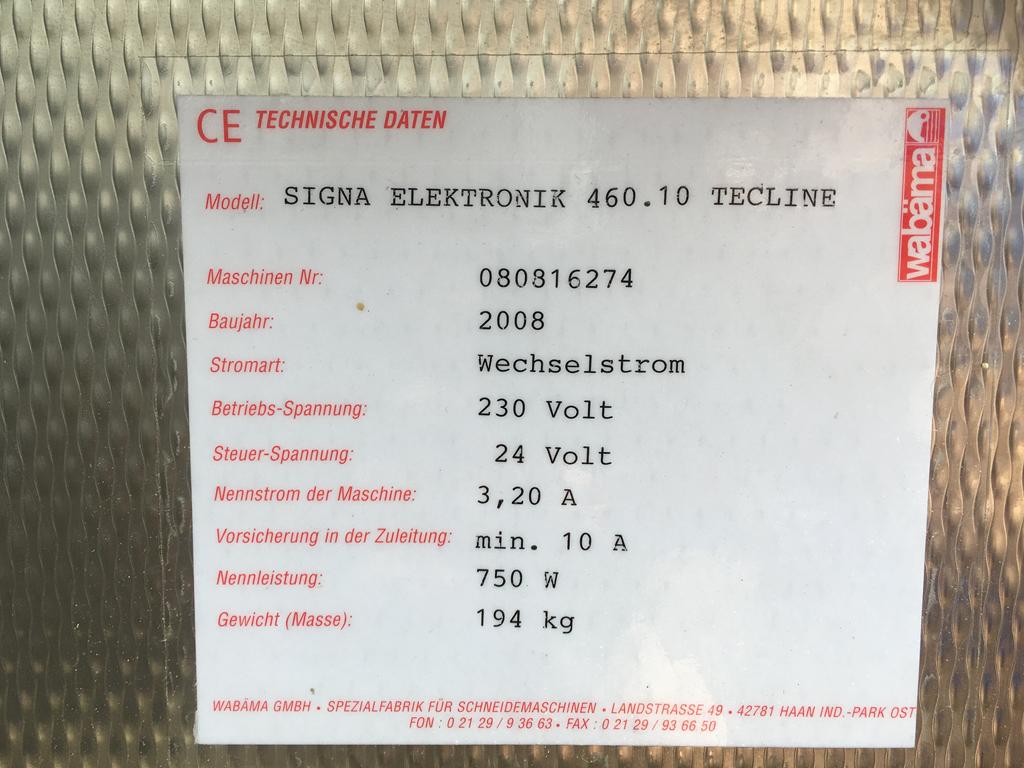 CE TECHNISCHE DATEN
wabäma
Modell: SIGNA ELEKTRONIK 460.10 TECLINE
Maschinen Nr: 080816274
Baujahr: 2008
Stromart: Wechselstrom
Betriebs-Spannung: 230 Volt
Steuer-Spannung: 24 Volt
Nennstrom der Maschine: 3,20 A
Vorsicherung in der Zuleitung: min. 10 A
Nennleistung: 750 W
Gewicht (Masse): 194 kg
WABÄMA GMBH • SPEZIALFABRIK FÜR SCHNEIDEMASCHINEN • LANDSTRASSE 49 • 42781 HAAN IND.-PARK OST
FON : 0 21 29 / 9 36 63 • FAX : 0 21 29 / 93 66 50